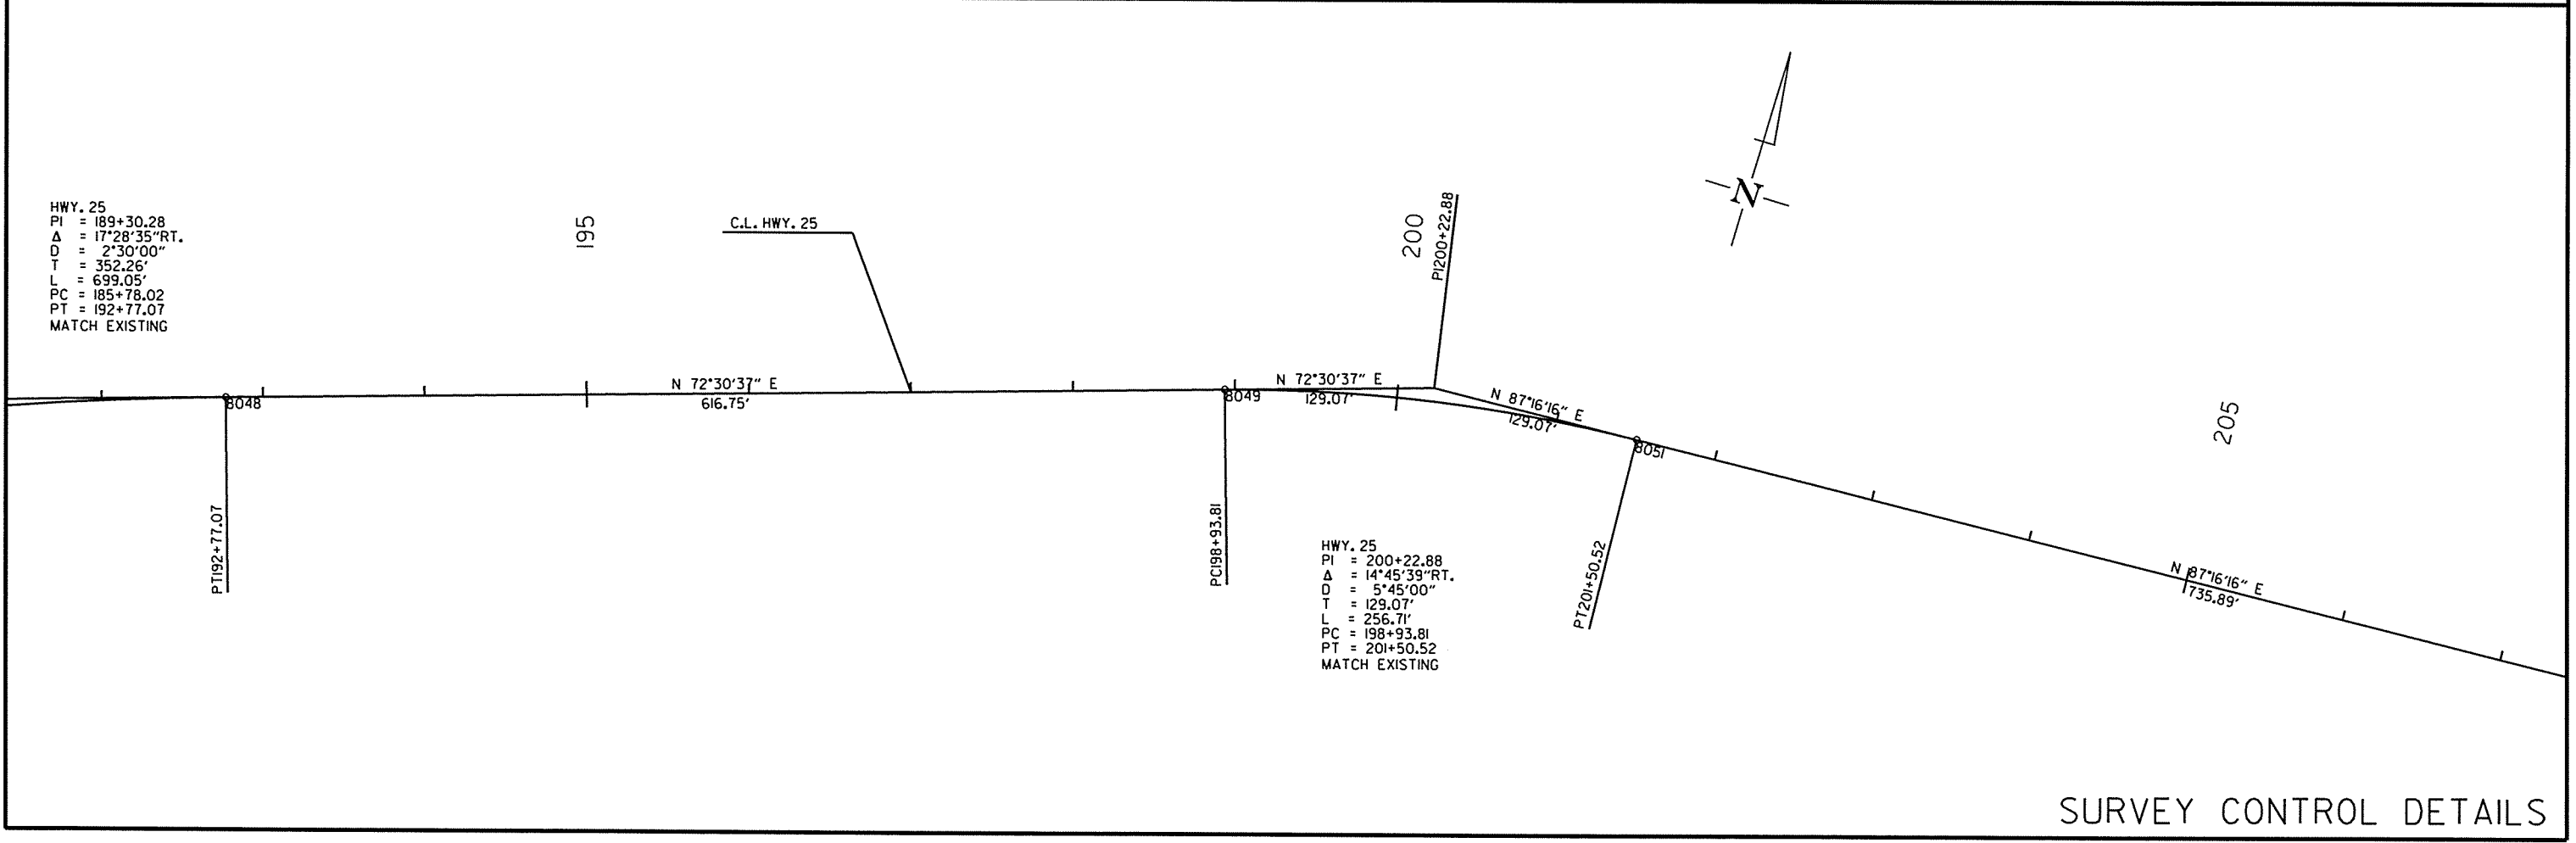 HWY. 25
PI = 189+30.28
Δ = 17°28'35"RT.
D = 2°30'00"
T = 352.26'
L = 699.05'
PC = 185+78.02
PT = 192+77.07
MATCH EXISTING
195
C.L. HWY. 25
200
PI200+22.88
N
205
N 72°30'37" E
616.75'
N 72°30'37" E
129.07'
N 87°16'16" E
129.07'
8048
8049
8051
N 87°16'16" E
735.89'
PT192+77.07
PC198+93.81
PT201+50.52
HWY. 25
PI = 200+22.88
Δ = 14°45'39"RT.
D = 5°45'00"
T = 129.07'
L = 256.71'
PC = 198+93.81
PT = 201+50.52
MATCH EXISTING
SURVEY CONTROL DETAILS